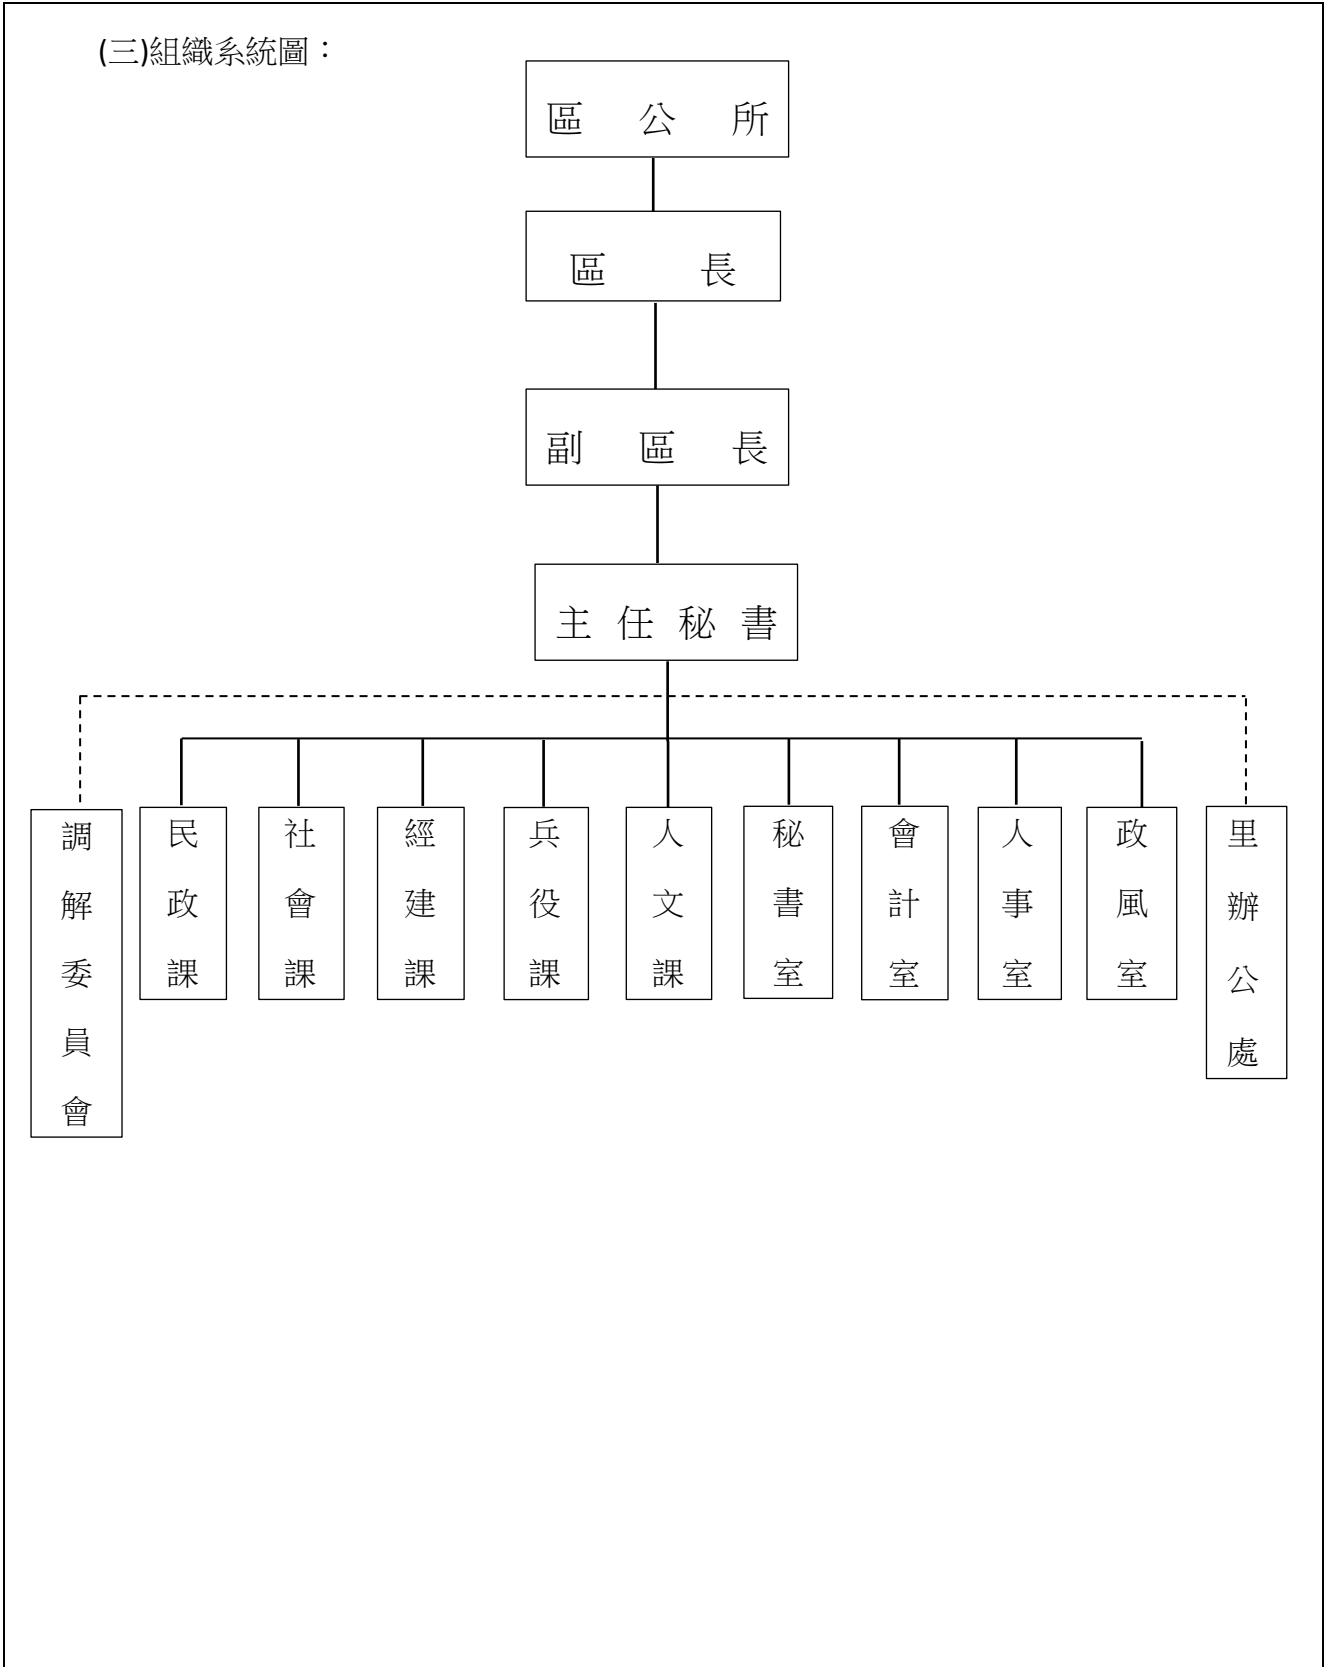 (三)組織系統圖：
區公所
區長
副區長
主任秘書
調解委員會
民政課
社會課
經建課
兵役課
人文課
秘書室
會計室
人事室
政風室
里辦公處